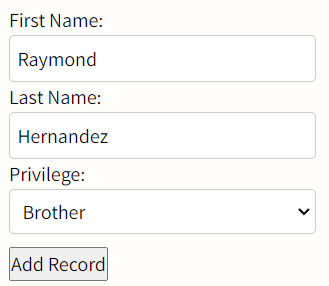 First Name:
Raymond
Last Name:
Hernandez
Privilege:
Brother
Add Record